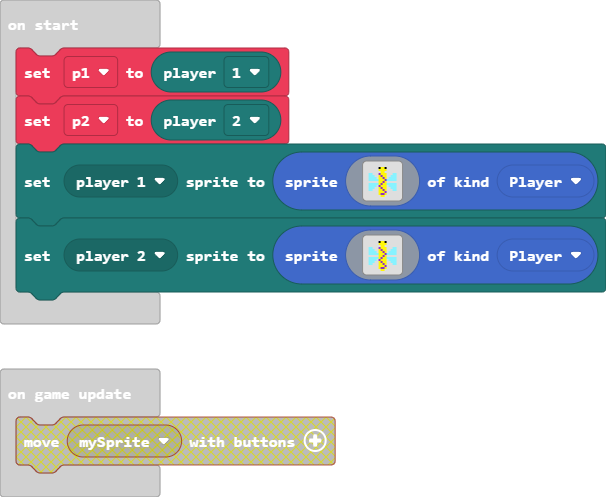 on start
set p1 to player 1
set p2 to player 2
set player 1 sprite to sprite of kind Player
set player 2 sprite to sprite of kind Player
on game update
move mySprite with buttons